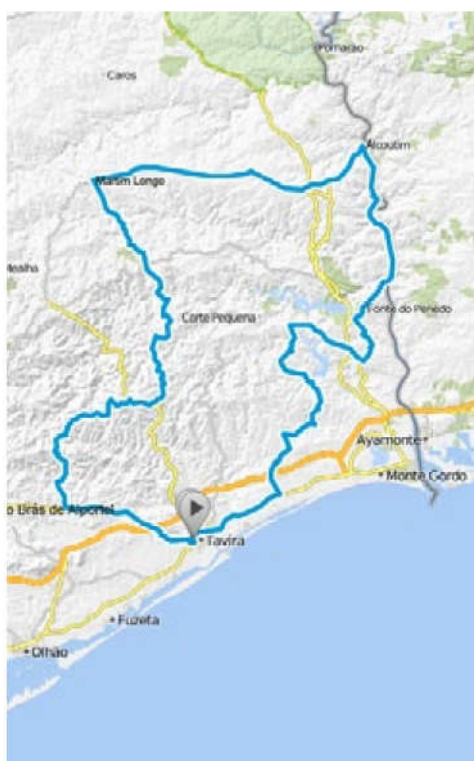 Pomarão
Caros
Alcoutim
Martim Longo
Mealha
Fonte do Penedo
Corte Pequena
Ayamonte
Monte Gordo
o Brás de Alportel
Tavira
Fuzeta
Olhão